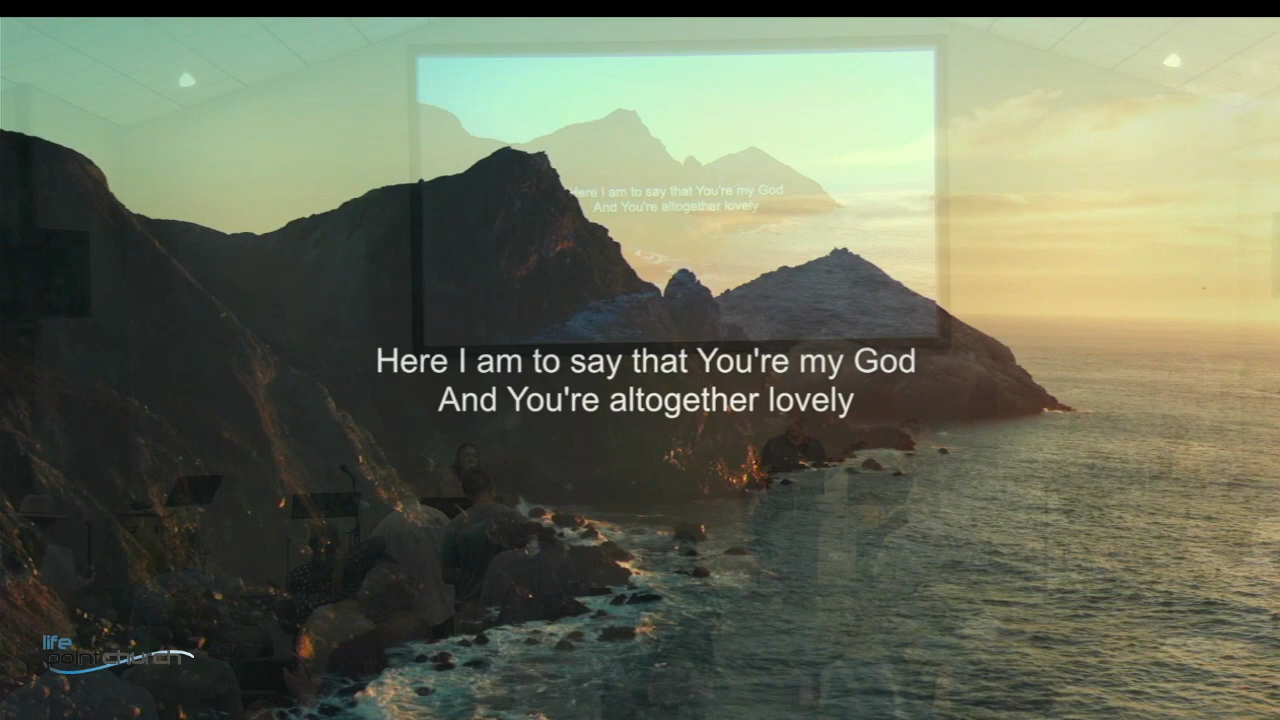 Here I am to say that You're my God
And You're altogether lovely
Here I am to say that You're my God
And You're altogether lovely
life
pointchurch